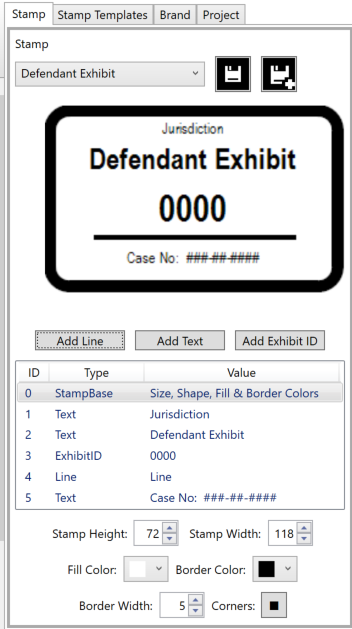 Stamp Stamp Templates Brand Project
Stamp
Defendant Exhibit
Jurisdiction
Defendant Exhibit
0000
Case No: ###-##-####
Add Line Add Text Add Exhibit ID
ID Type Value
0 StampBase Size, Shape, Fill & Border Colors
1 Text Jurisdiction
2 Text Defendant Exhibit
3 ExhibitID 0000
4 Line Line
5 Text Case No: ###-##-####
Stamp Height: 72 Stamp Width: 118
Fill Color: Border Color:
Border Width: 5 Corners: